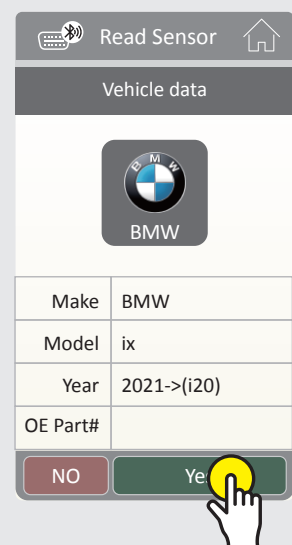 Read Sensor
Vehicle data
B M W
BMW
Make BMW
Model ix
Year 2021->(i20)
OE Part#
NO Ye